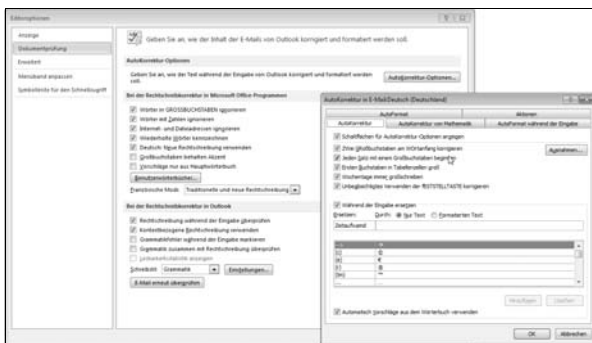 Editoroptionen
Anzeige
Dokumentprüfung
Erweitert
Menüband anpassen
Symbolleiste für den Schnellzugriff
Geben Sie an, wie der Inhalt der E-Mails von Outlook korrigiert und formatiert werden soll.
AutoKorrektur-Optionen
Geben Sie an, wie der Text während der Eingabe von Outlook korrigiert und formatiert werden soll.
AutoKorrektur-Optionen...
Bei der Rechtschreibkorrektur in Microsoft Office-Programmen
Wörter in GROSSBUCHSTABEN ignorieren
Wörter mit Zahlen ignorieren
Internet- und Dateiadressen ignorieren
Wiederholte Wörter kennzeichnen
Deutsch: Neue Rechtschreibung verwenden
Großbuchstaben behalten Akzent
Vorschläge nur aus Hauptwörterbuch
Benutzerwörterbücher...
Französische Modi: Traditionelle und neue Rechtschreibung
Bei der Rechtschreibkorrektur in Outlook
Rechtschreibung während der Eingabe überprüfen
Kontextbezogene Rechtschreibung verwenden
Grammatikfehler während der Eingabe markieren
Grammatik zusammen mit Rechtschreibung überprüfen
Lesbarkeitsstatistik anzeigen
Schreibstil: Grammatik Einstellungen...
E-Mail erneut überprüfen
AutoKorrektur in E-Mail: Deutsch (Deutschland)
AutoFormat Aktionen
AutoKorrektur AutoKorrektur von Mathematik AutoFormat während der Eingabe
Schaltflächen für AutoKorrektur-Optionen anzeigen
ZWei GRoßbuchstaben am WOrtanfang korrigieren
Ausnahmen...
Jeden Satz mit einem Großbuchstaben beginnen
Ersten Buchstaben in Tabellenzellen groß
Wochentage immer großschreiben
Unbeabsichtigtes Verwenden der fESTSTELLTASTE korrigieren
Während der Eingabe ersetzen
Ersetzen: Durch: Nur Text Formatierten Text
Zeitaufwand
(c) ©
(e) €
(r) ®
(tm) ™
... …
Hinzufügen Löschen
Automatisch Vorschläge aus dem Wörterbuch verwenden
OK Abbrechen